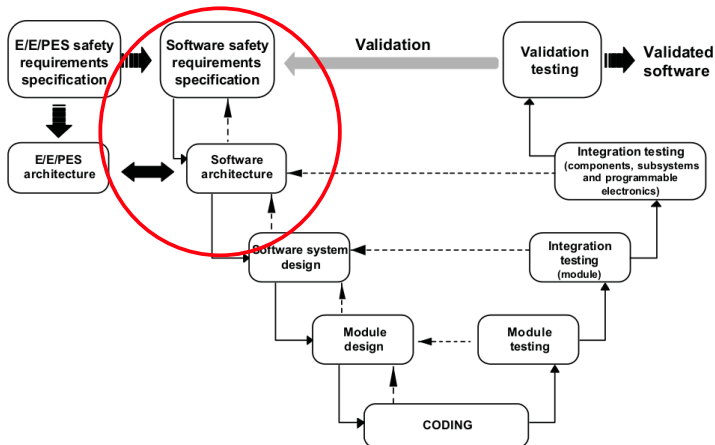 E/E/PES safety
requirements
specification
Software safety
requirements
specification
Validation
Validation
testing
Validated
software
E/E/PES
architecture
Software
architecture
Integration testing
(components, subsystems
and programmable
electronics)
Software system
design
Integration
testing
(module)
Module
design
Module
testing
CODING